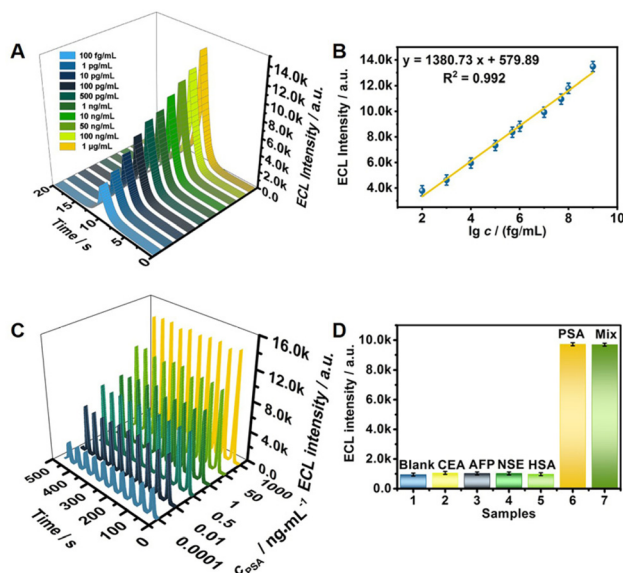 A
100 fg/mL
1 pg/mL
10 pg/mL
100 pg/mL
500 pg/mL
1 ng/mL
10 ng/mL
50 ng/mL
100 ng/mL
1 μg/mL
14.0k
12.0k
10.0k
8.0k
6.0k
4.0k
2.0k
0.0
ECL Intensity / a.u.
20
15
10
5
0
Time / s
B
y = 1380.73 x + 579.89
R² = 0.992
14.0k
12.0k
10.0k
8.0k
6.0k
4.0k
ECL Intensity / a.u.
2 3 4 5 6 7 8 9
lg c / (fg/mL)
C
16.0k
12.0k
8.0k
4.0k
0.0
ECL intensity / a.u.
500
400
300
200
100
0
Time / s
1000
50
1
0.5
0.01
0.0001
cPSA / ng·mL⁻¹
D
PSA Mix
Blank CEA AFP NSE HSA
10.0k
8.0k
6.0k
4.0k
2.0k
0.0
ECL intensity / a.u.
1 2 3 4 5 6 7
Samples